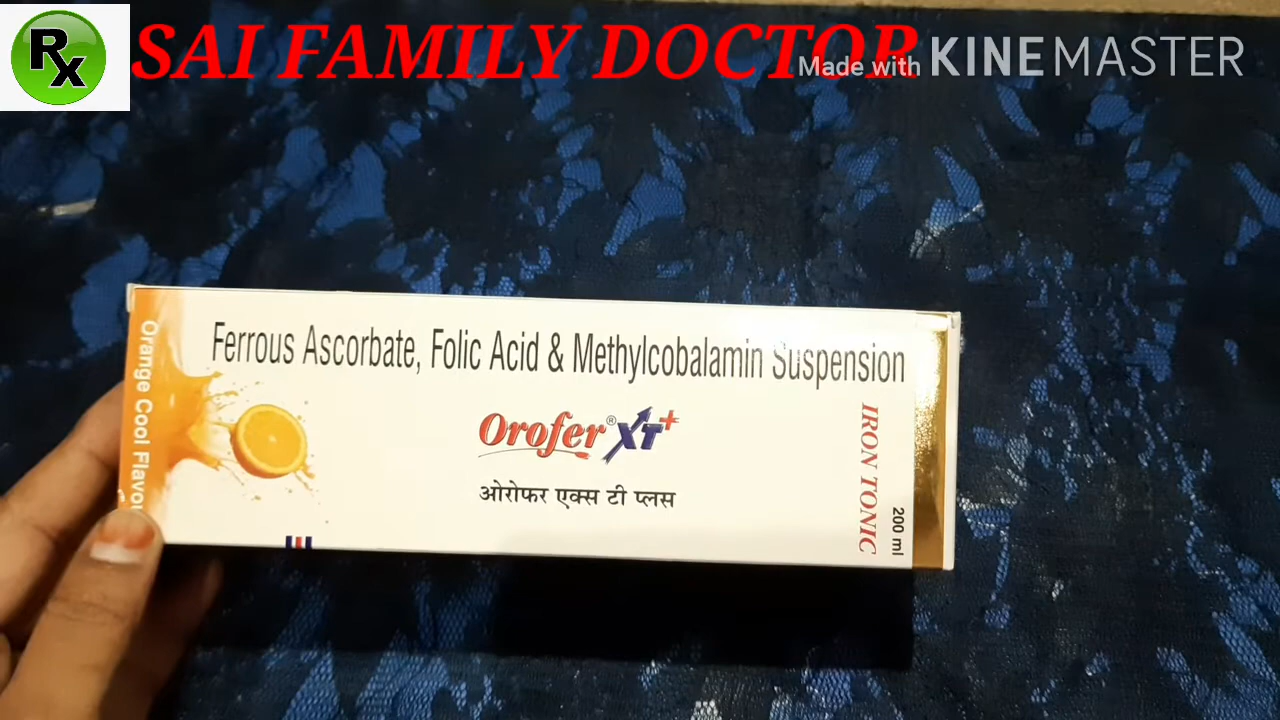 Rx
SAI FAMILY DOCTOR
Made with KINEMASTER
Ferrous Ascorbate, Folic Acid & Methylcobalamin Suspension
Orofer® XT+
ओरोफर एक्स टी प्लस
Orange Cool Flavo
IRON TONIC
200 ml